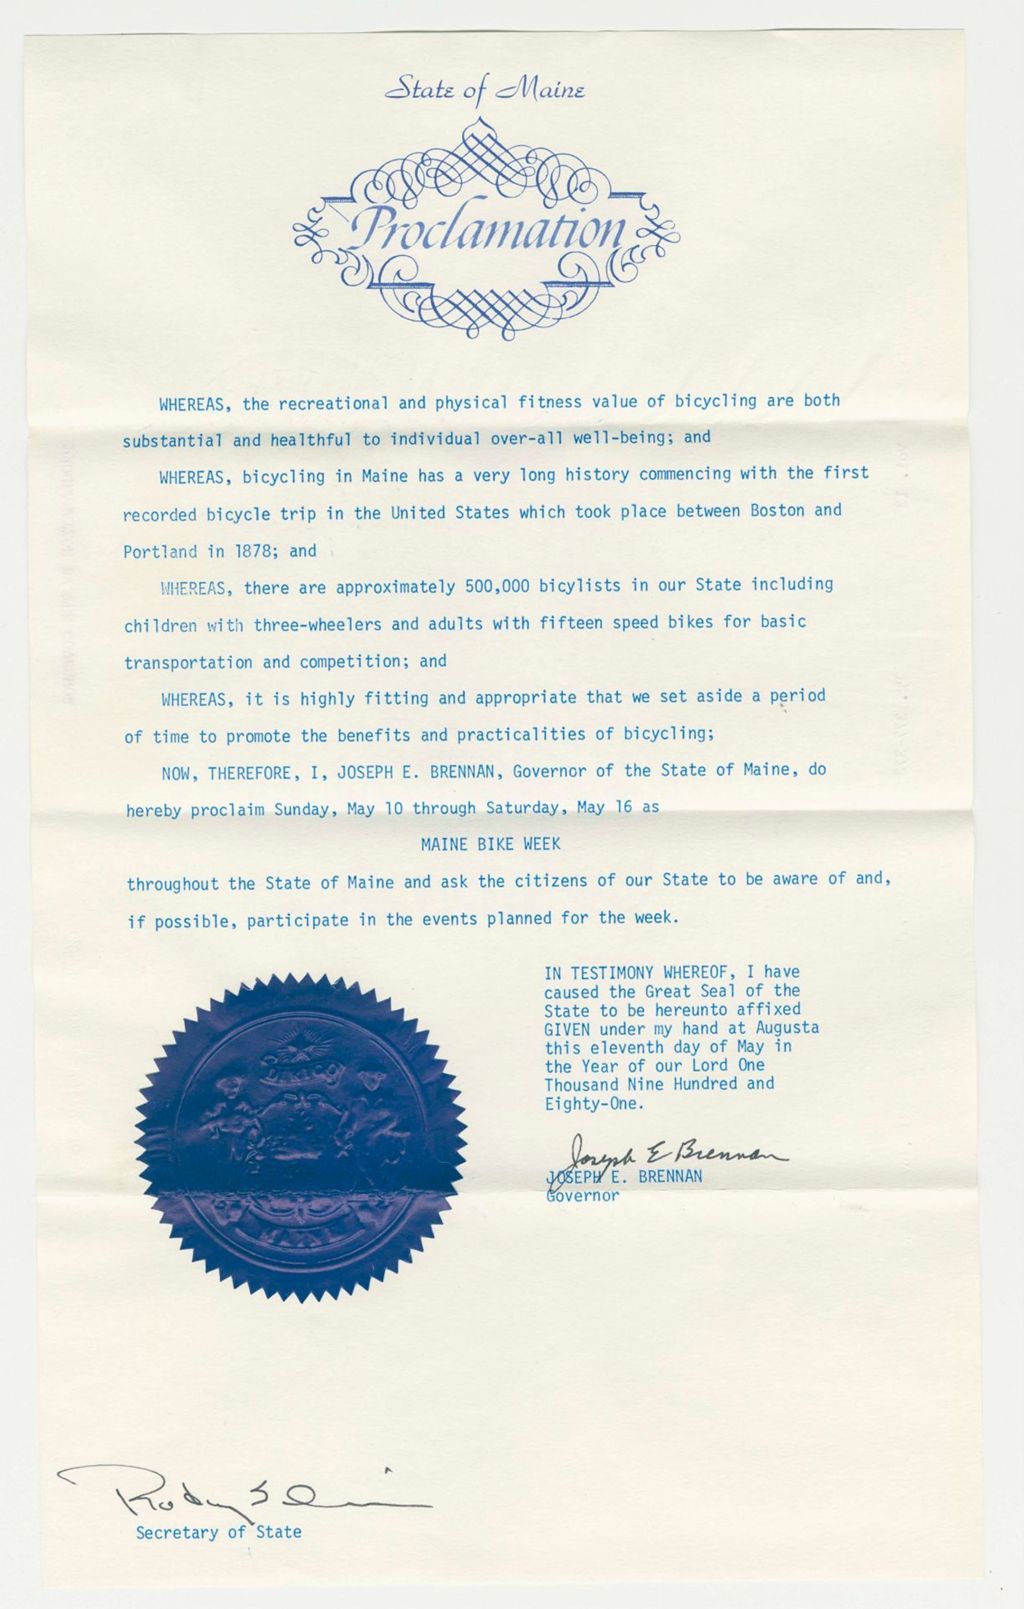 State of Maine
Proclamation
WHEREAS, the recreational and physical fitness value of bicycling are both
substantial and healthful to individual over-all well-being; and
WHEREAS, bicycling in Maine has a very long history commencing with the first
recorded bicycle trip in the United States which took place between Boston and
Portland in 1878; and
WHEREAS, there are approximately 500,000 bicylists in our State including
children with three-wheelers and adults with fifteen speed bikes for basic
transportation and competition; and
WHEREAS, it is highly fitting and appropriate that we set aside a period
of time to promote the benefits and practicalities of bicycling;
NOW, THEREFORE, I, JOSEPH E. BRENNAN, Governor of the State of Maine, do
hereby proclaim Sunday, May 10 through Saturday, May 16 as
MAINE BIKE WEEK
throughout the State of Maine and ask the citizens of our State to be aware of and,
if possible, participate in the events planned for the week.
IN TESTIMONY WHEREOF, I have
caused the Great Seal of the
State to be hereunto affixed
GIVEN under my hand at Augusta
this eleventh day of May in
the Year of our Lord One
Thousand Nine Hundred and
Eighty-One.
Joseph E Brennan
JOSEPH E. BRENNAN
Governor
Secretary of State